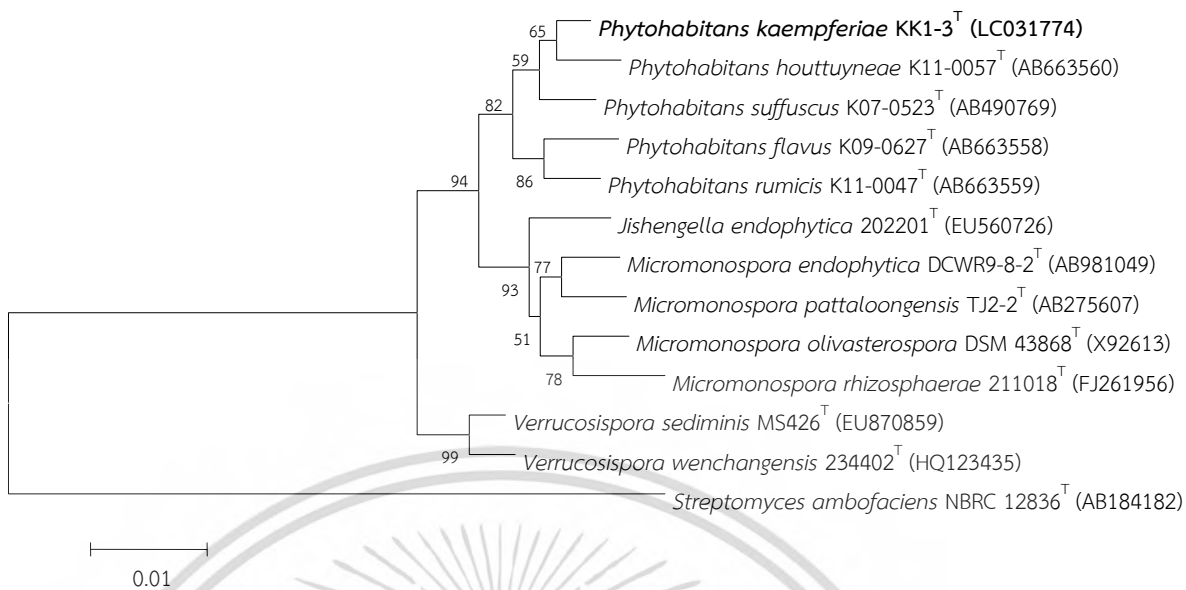 65
Phytohabitans kaempferiae KK1-3ᵀ (LC031774)
59
Phytohabitans houttuyneae K11-0057ᵀ (AB663560)
82
Phytohabitans suffuscus K07-0523ᵀ (AB490769)
Phytohabitans flavus K09-0627ᵀ (AB663558)
94
86
Phytohabitans rumicis K11-0047ᵀ (AB663559)
Jishengella endophytica 202201ᵀ (EU560726)
77
Micromonospora endophytica DCWR9-8-2ᵀ (AB981049)
93
Micromonospora pattaloongensis TJ2-2ᵀ (AB275607)
51
Micromonospora olivasterospora DSM 43868ᵀ (X92613)
78
Micromonospora rhizosphaerae 211018ᵀ (FJ261956)
Verrucosispora sediminis MS426ᵀ (EU870859)
99
Verrucosispora wenchangensis 234402ᵀ (HQ123435)
Streptomyces ambofaciens NBRC 12836ᵀ (AB184182)
0.01